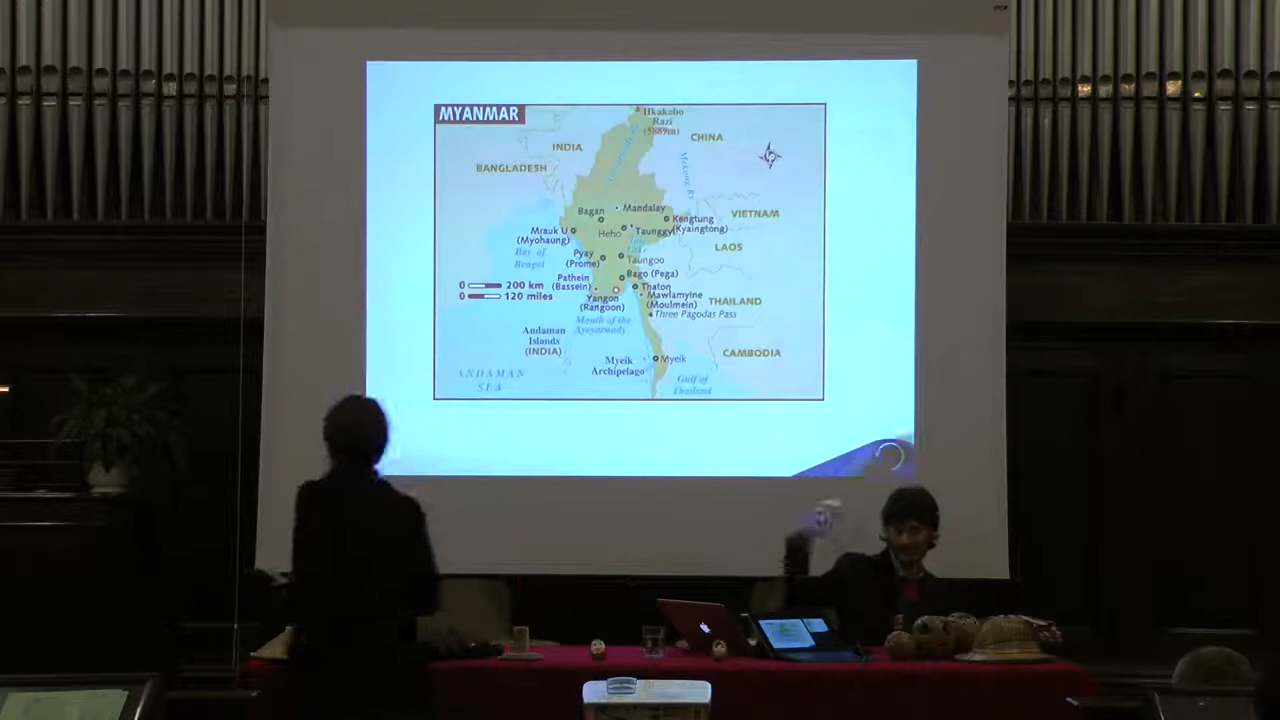 MYANMAR
Hkakabo
Razi
(5889m)
CHINA
INDIA
BANGLADESH
Mekong R.
Bagan
Mandalay
Kengtung
(Kyaingtong)
VIETNAM
Mrauk U
(Myohaung)
Heho
Taunggyi
LAOS
Bay of
Bengal
Pyay
(Prome)
Taungoo
Bago (Pega)
Pathein
(Bassein)
Thaton
0 200 km
0 120 miles
Yangon
(Rangoon)
Mawlamyine
(Moulmein)
THAILAND
Three Pagodas Pass
Mouth of the
Ayeyarwady
Andaman
Islands
(INDIA)
CAMBODIA
Myeik
Archipelago
Myeik
ANDAMAN
SEA
Gulf of
Thailand